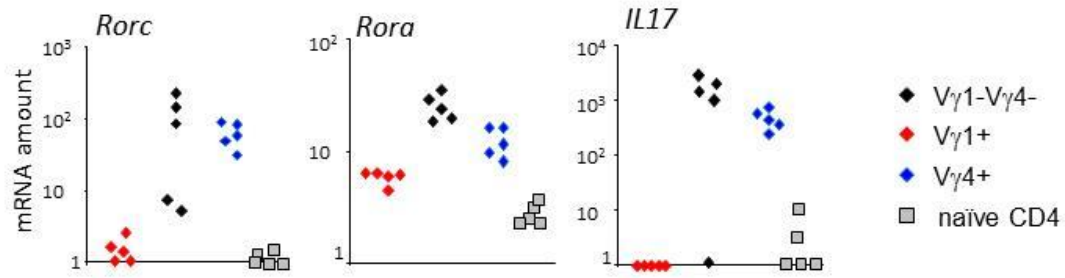 Rorc
Rora
IL17
mRNA amount
10³
10²
10
1
10²
10
1
10⁴
10³
10²
10
1
Vγ1-Vγ4-
Vγ1+
Vγ4+
naïve CD4